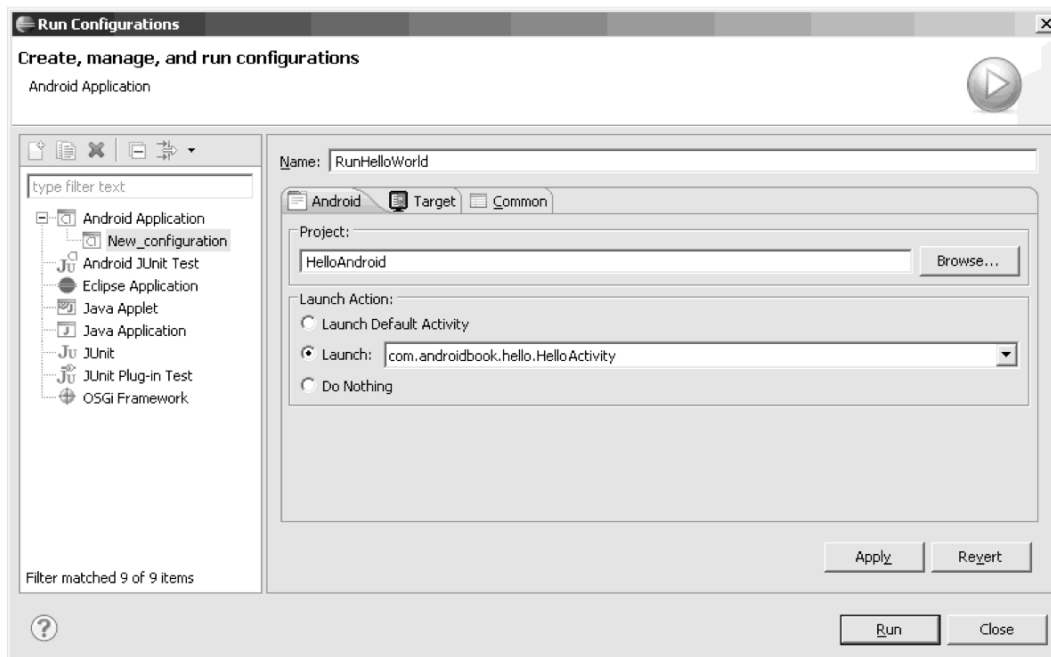 Run Configurations
Create, manage, and run configurations
Android Application
type filter text
Android Application
New_configuration
Android JUnit Test
Eclipse Application
Java Applet
Java Application
JUnit
JUnit Plug-in Test
OSGi Framework
Filter matched 9 of 9 items
Name: RunHelloWorld
Android Target Common
Project:
HelloAndroid Browse...
Launch Action:
Launch Default Activity
Launch: com.androidbook.hello.HelloActivity
Do Nothing
Apply Revert
Run Close